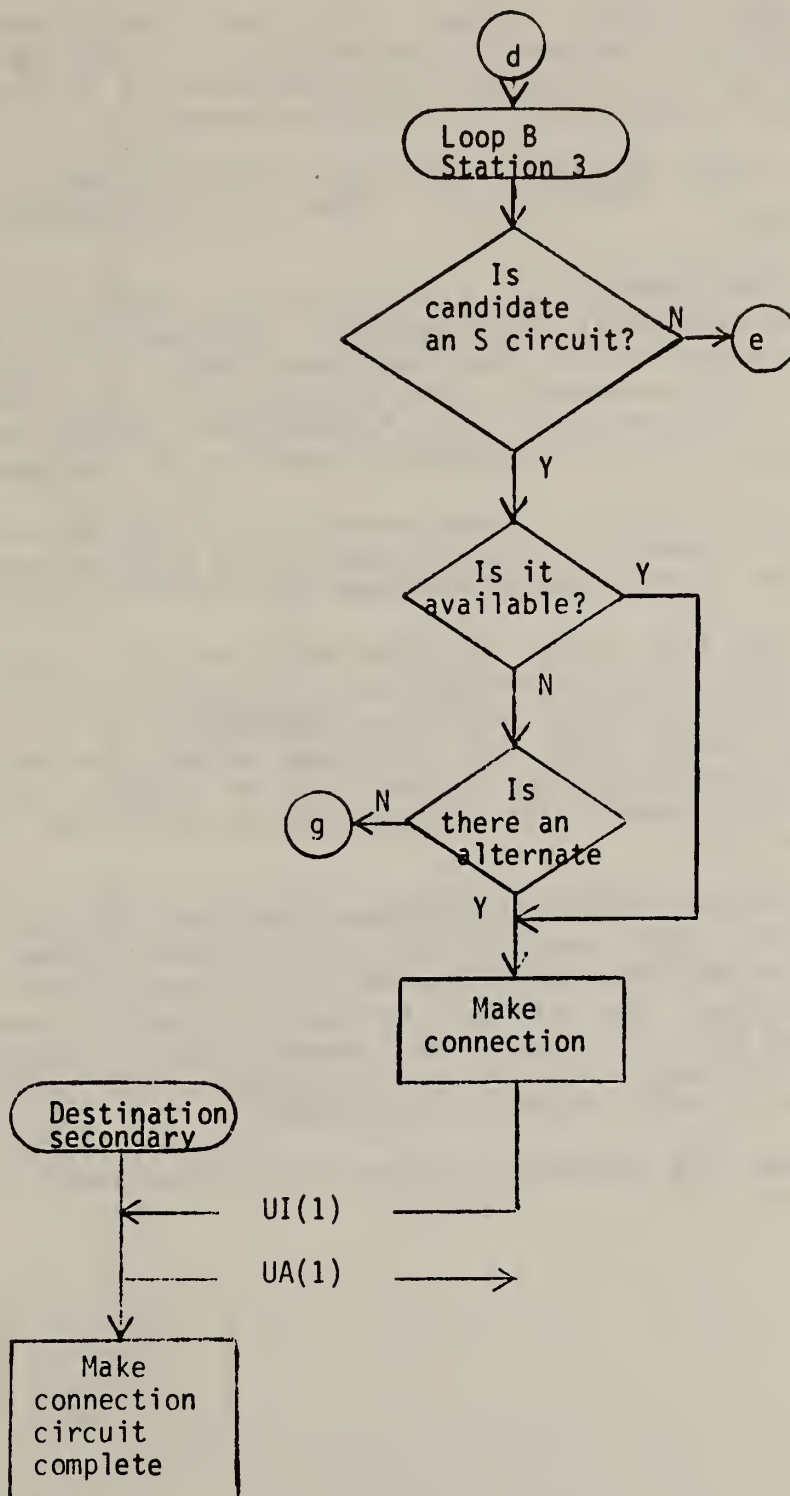 d
Loop B
Station 3
Is
candidate
an S circuit?
N
e
Y
Is it
available?
Y
N
Is
there an
alternate
N
g
Y
Make
connection
Destination
secondary
UI(1)
UA(1)
Make
connection
circuit
complete